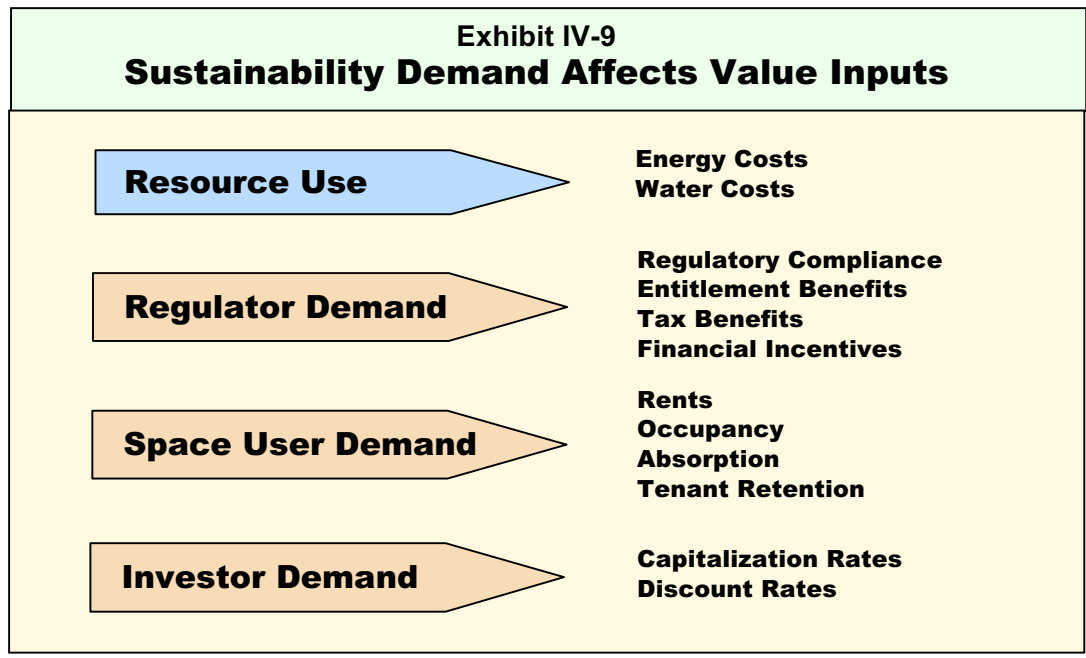 Exhibit IV-9
Sustainability Demand Affects Value Inputs
Resource Use
Energy Costs
Water Costs
Regulator Demand
Regulatory Compliance
Entitlement Benefits
Tax Benefits
Financial Incentives
Space User Demand
Rents
Occupancy
Absorption
Tenant Retention
Investor Demand
Capitalization Rates
Discount Rates